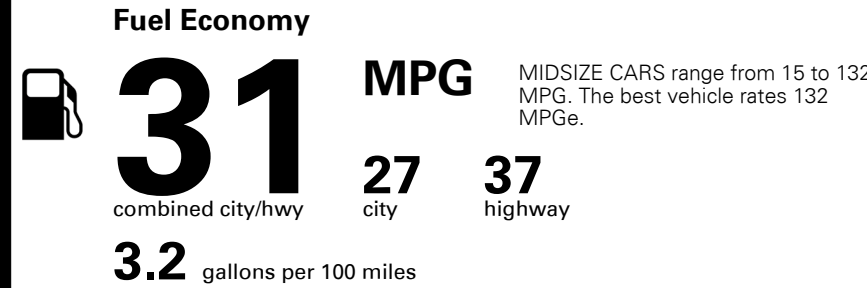 Fuel Economy
31 MPG
MIDSIZE CARS range from 15 to 132
MPG. The best vehicle rates 132
MPGe.
27 37
combined city/hwy city highway
3.2 gallons per 100 miles